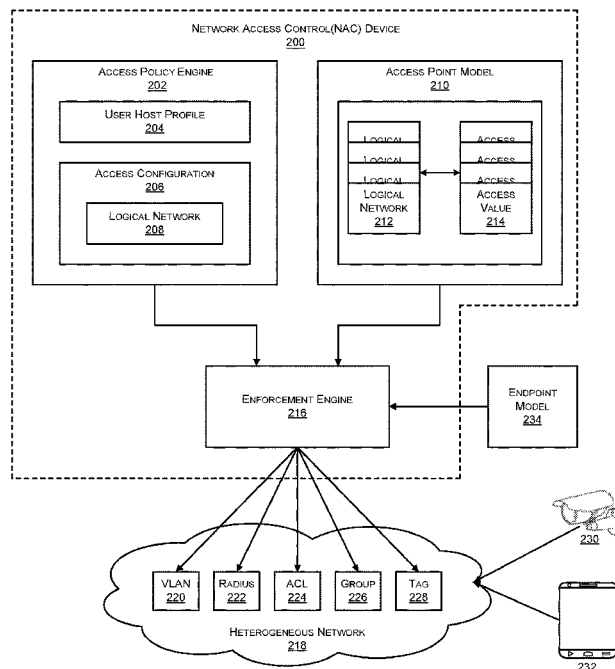 NETWORK ACCESS CONTROL(NAC) DEVICE
200
ACCESS POLICY ENGINE
202
USER HOST PROFILE
204
ACCESS CONFIGURATION
206
LOGICAL NETWORK
208
ACCESS POINT MODEL
210
LOGICAL
LOGICAL
LOGICAL
LOGICAL
NETWORK
212
ACCESS
ACCESS
ACCESS
ACCESS
VALUE
214
ENFORCEMENT ENGINE
216
ENDPOINT
MODEL
234
VLAN
220
RADIUS
222
ACL
224
GROUP
226
TAG
228
HETEROGENEOUS NETWORK
218
230
232